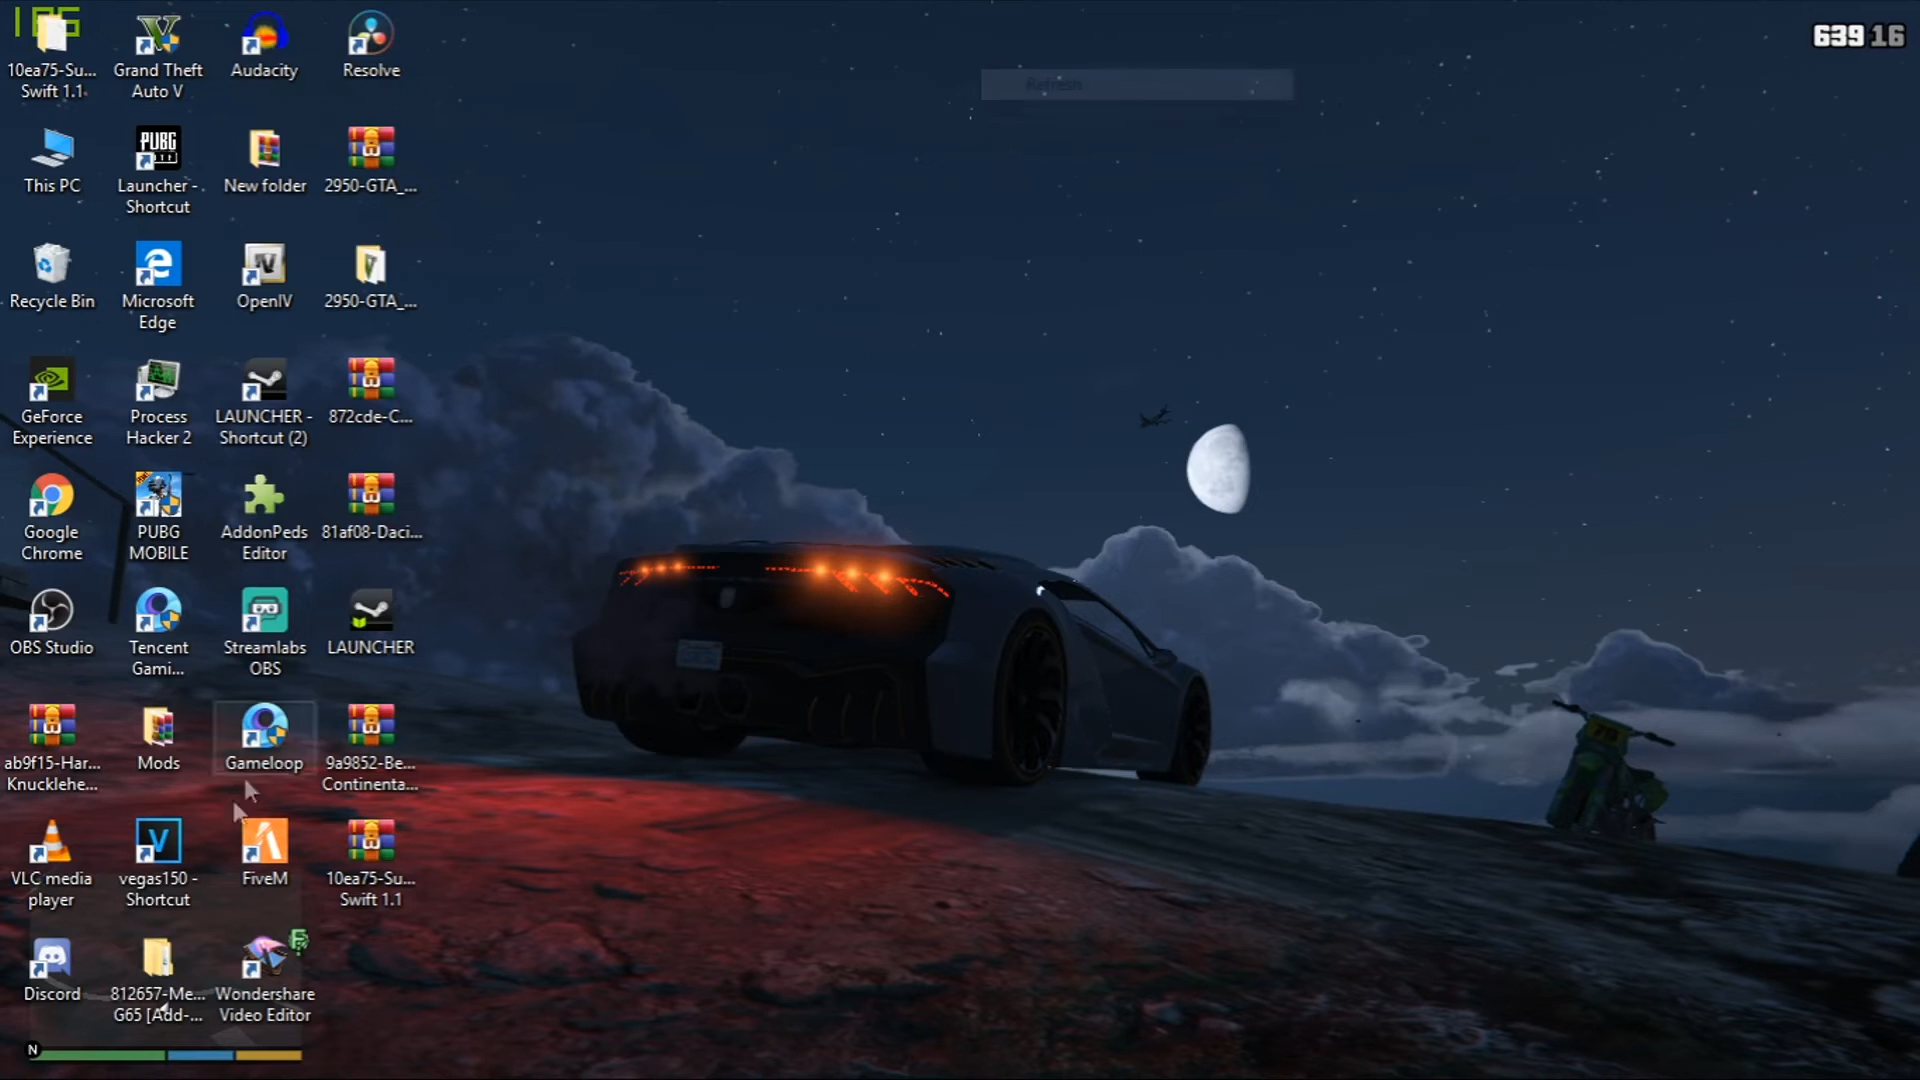 639 16
Refresh
10ea75-Su...
Swift 1.1
Grand Theft
Auto V
Audacity
Resolve
This PC
PUBG
Launcher -
Shortcut
New folder
2950-GTA_...
Recycle Bin
Microsoft
Edge
OpenIV
2950-GTA_...
GeForce
Experience
Process
Hacker 2
LAUNCHER -
Shortcut (2)
872cde-C...
Google
Chrome
PUBG
MOBILE
AddonPeds
Editor
81af08-Daci...
OBS Studio
Tencent
Gami...
Streamlabs
OBS
LAUNCHER
ab9f15-Har...
Knucklehe...
Mods
Gameloop
9a9852-Be...
Continenta...
VLC media
player
vegas150 -
Shortcut
FiveM
10ea75-Su...
Swift 1.1
Discord
812657-Me...
G65 [Add-...
Wondershare
Video Editor
N